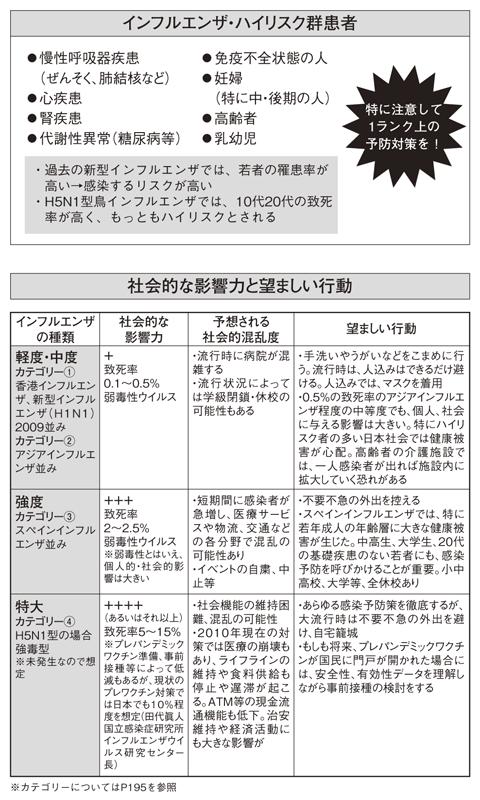 インフルエンザ・ハイリスク群患者
●慢性呼吸器疾患
（ぜんそく、肺結核など）
●心疾患
●腎疾患
●代謝性異常（糖尿病等）
●免疫不全状態の人
●妊婦
（特に中・後期の人）
●高齢者
●乳幼児
特に注意して
1ランク上の
予防対策を！
・過去の新型インフルエンザでは、若者の罹患率が
高い→感染するリスクが高い
・H5N1型鳥インフルエンザでは、10代20代の致死
率が高く、もっともハイリスクとされる
社会的な影響力と望ましい行動
インフルエンザ
の種類
社会的な
影響力
予想される
社会的混乱度
望ましい行動
軽度・中度
カテゴリー①
香港インフルエン
ザ、新型インフル
エンザ（H1N1）
2009並み
カテゴリー②
アジアインフルエ
ンザ並み
+
致死率
0.1〜0.5%
弱毒性ウイルス
・流行時に病院が混
雑する
・流行状況によって
は学級閉鎖・休校の
可能性もある
・手洗いやうがいなどをこまめに行
う。流行時は、人込みはできるだけ避
ける。人込みでは、マスクを着用
・0.5%の致死率のアジアインフルエ
ンザ程度の中等度でも、個人、社会
に与える影響は大きい。特にハイリス
ク者の多い日本社会では健康被
害が心配。高齢者の介護施設で
は、一人感染者が出れば施設内に
拡大していく恐れがある
強度
カテゴリー③
スペインインフル
エンザ並み
+++
致死率
2〜2.5%
弱毒性ウイルス
※弱毒性とはいえ、
個人的・社会的影響
は大きい
・短期間に感染者が
急増し、医療サービ
スや物流、交通など
の各分野で混乱の
可能性あり
・イベントの自粛、中
止等
・不要不急の外出を控える
・スペインインフルエンザでは、特に
若年成人の年齢層に大きな健康被
害が生じた。中高生、大学生、20代
の基礎疾患のない若者にも、感染
予防を呼びかけることが重要。小中
高校、大学等、全休校あり
特大
カテゴリー④
H5N1型の場合
強毒型
※未発生なので想
定
++++
（あるいはそれ以上）
致死率5〜15%
※プレパンデミック
ワクチン準備、事前
接種等によって低
減もあるが、現状の
プレワクチン対策で
は日本でも10%程
度を想定（田代眞人
国立感染症研究所
インフルエンザウイ
ルス研究センター
長）
・社会機能の維持困
難、混乱の可能性
・2010年現在の対
策では医療の崩壊
もあり、ライフライン
の維持や食料供給も
停止や遅滞が起こ
る。ATM等の現金流
通機能も低下。治安
維持や経済活動に
も大きな影響が
・あらゆる感染予防策を徹底するが、
大流行時は不要不急の外出を避
け、自宅籠城
・もしも将来、プレパンデミックワクチ
ンが国民に門戸が開かれた場合に
は、安全性、有効性データを理解し
ながら事前接種の検討をする
※カテゴリーについてはP195を参照